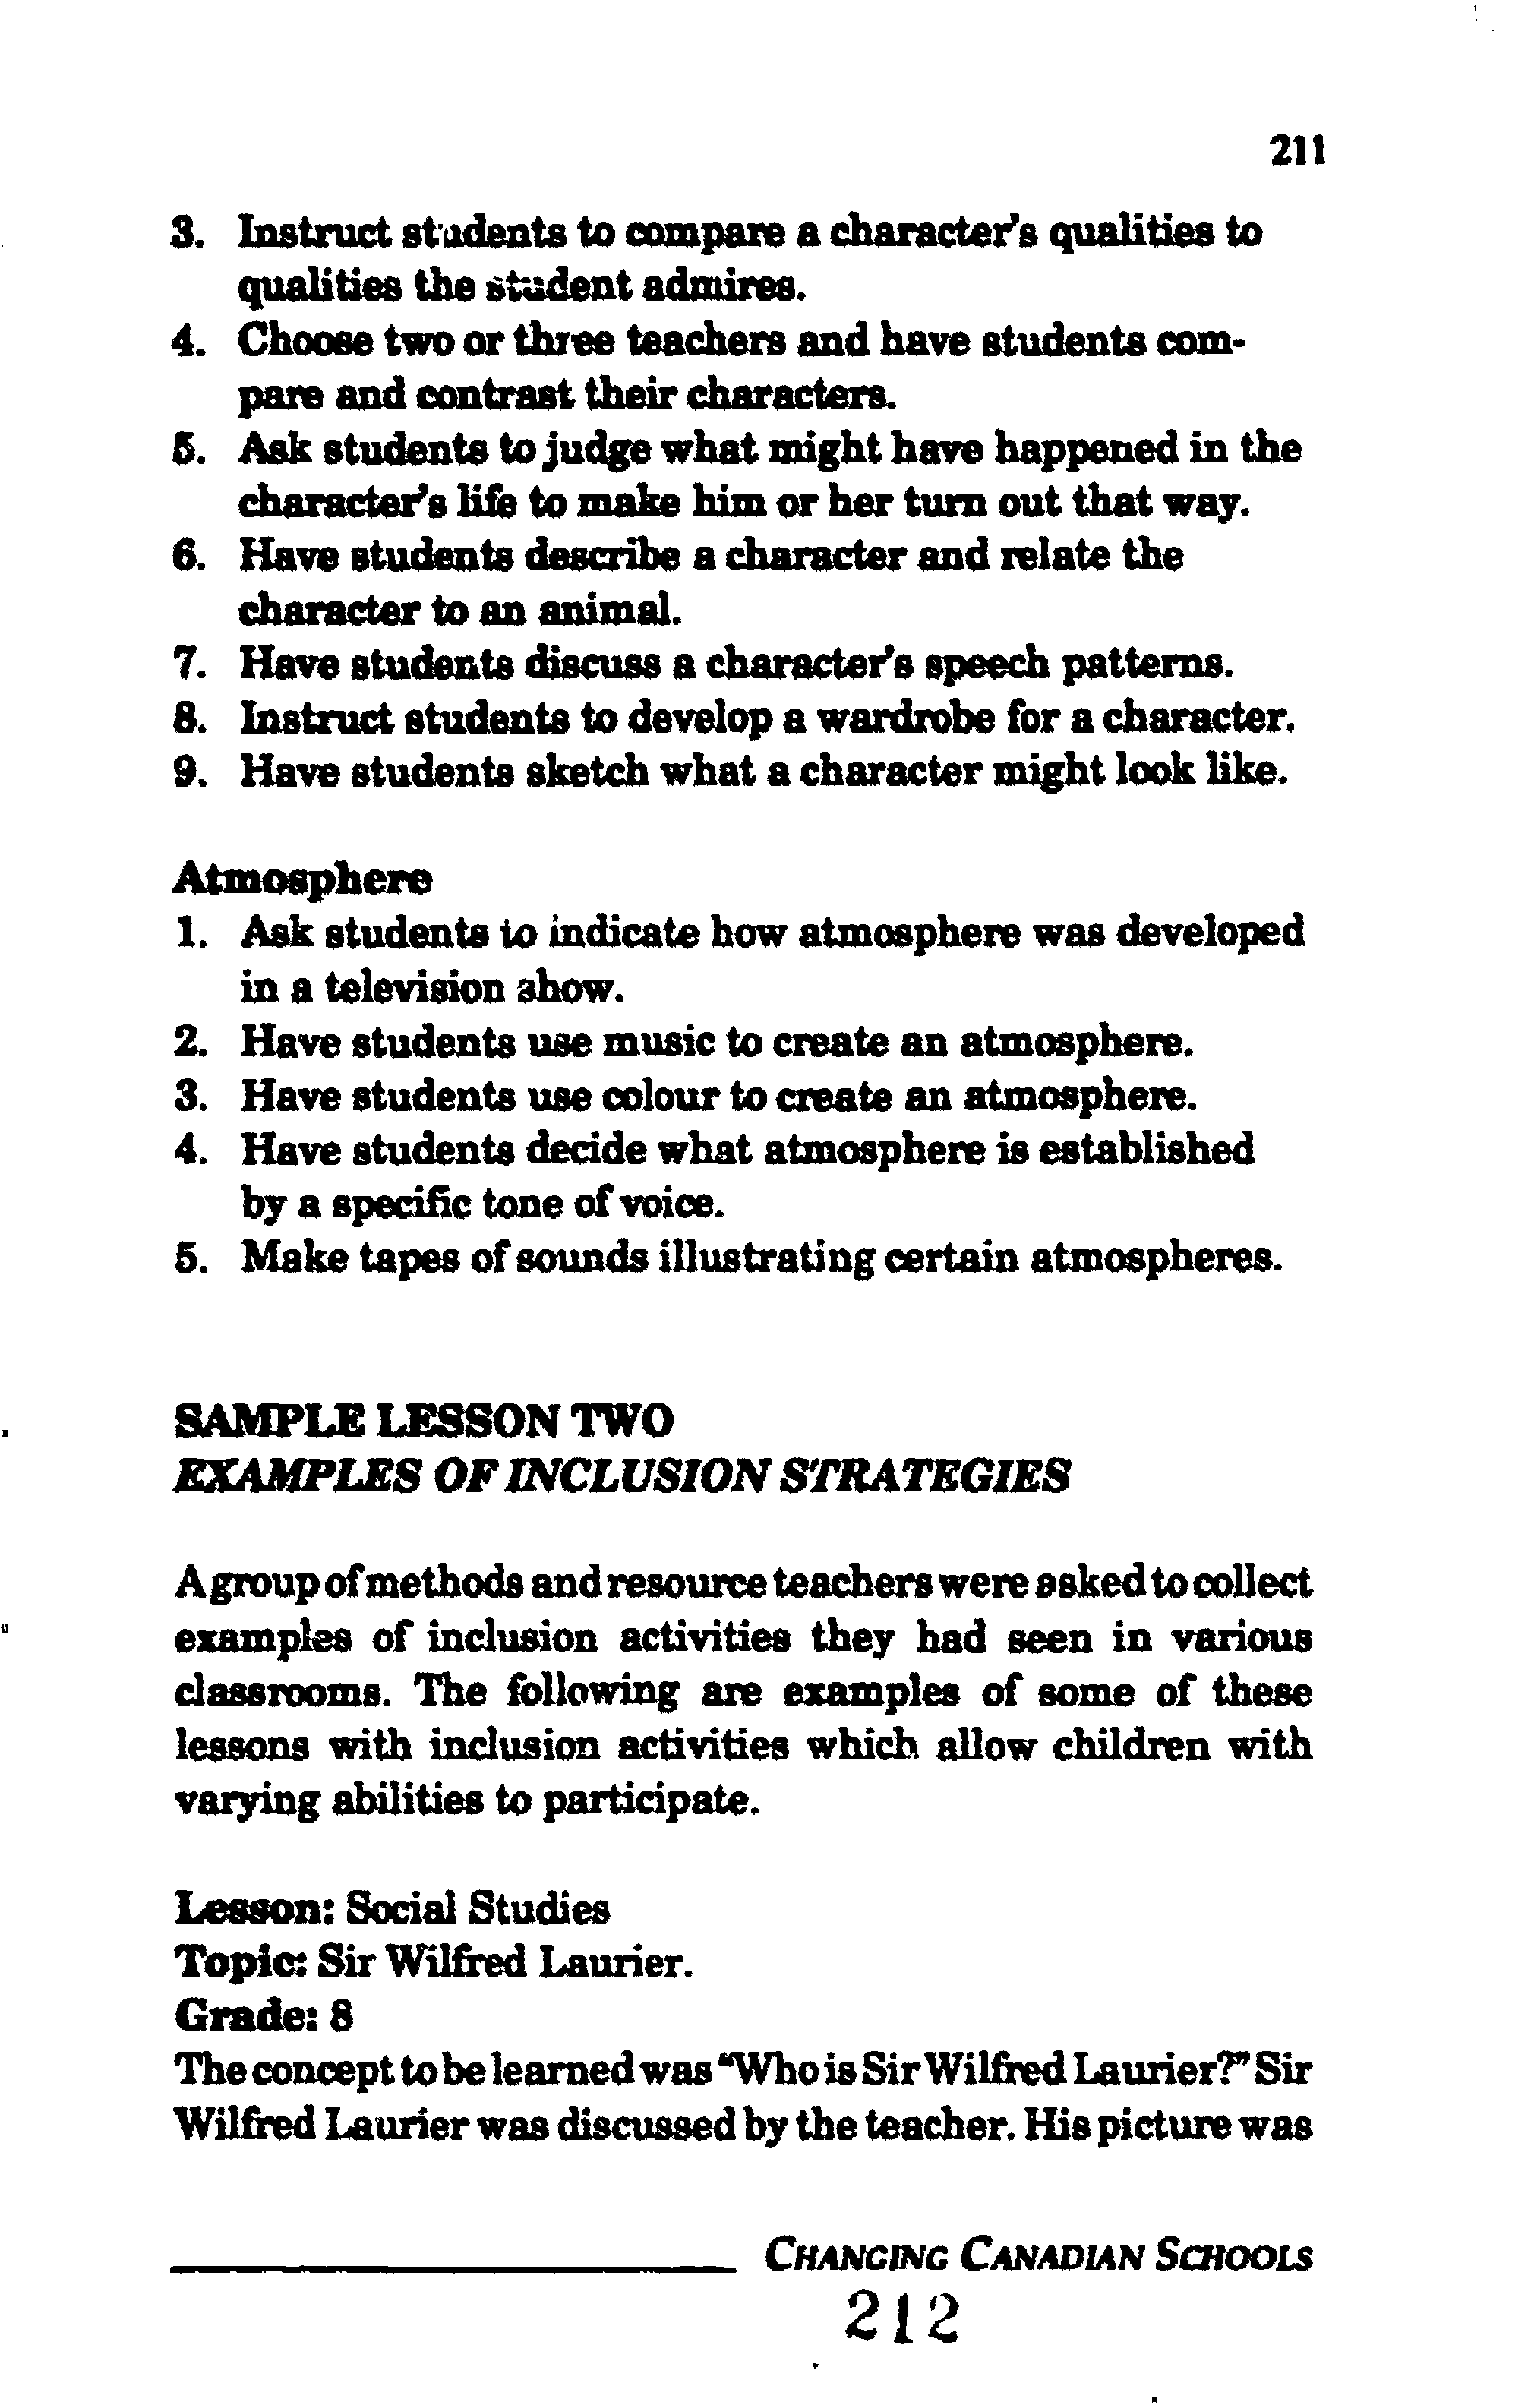 211
3. Instruct students to compare a character's qualities to
qualities the student admires.
4. Choose two or three teachers and have students com-
pare and contrast their characters.
5. Ask students to judge what might have happened in the
character's life to make him or her turn out that way.
6. Have students describe a character and relate the
character to an animal.
7. Have students discuss a character's speech patterns.
8. Instruct students to develop a wardrobe for a character.
9. Have students sketch what a character might look like.
Atmosphere
1. Ask students to indicate how atmosphere was developed
in a television show.
2. Have students use music to create an atmosphere.
3. Have students use colour to create an atmosphere.
4. Have students decide what atmosphere is established
by a specific tone of voice.
5. Make tapes of sounds illustrating certain atmospheres.
SAMPLE LESSON TWO
EXAMPLES OF INCLUSION STRATEGIES
A group of methods and resource teachers were asked to collect
examples of inclusion activities they had seen in various
classrooms. The following are examples of some of these
lessons with inclusion activities which allow children with
varying abilities to participate.
Lesson: Social Studies
Topic: Sir Wilfred Laurier.
Grade: 8
The concept to be learned was "Who is Sir Wilfred Laurier?" Sir
Wilfred Laurier was discussed by the teacher. His picture was
CHANGING CANADIAN SCHOOLS
212